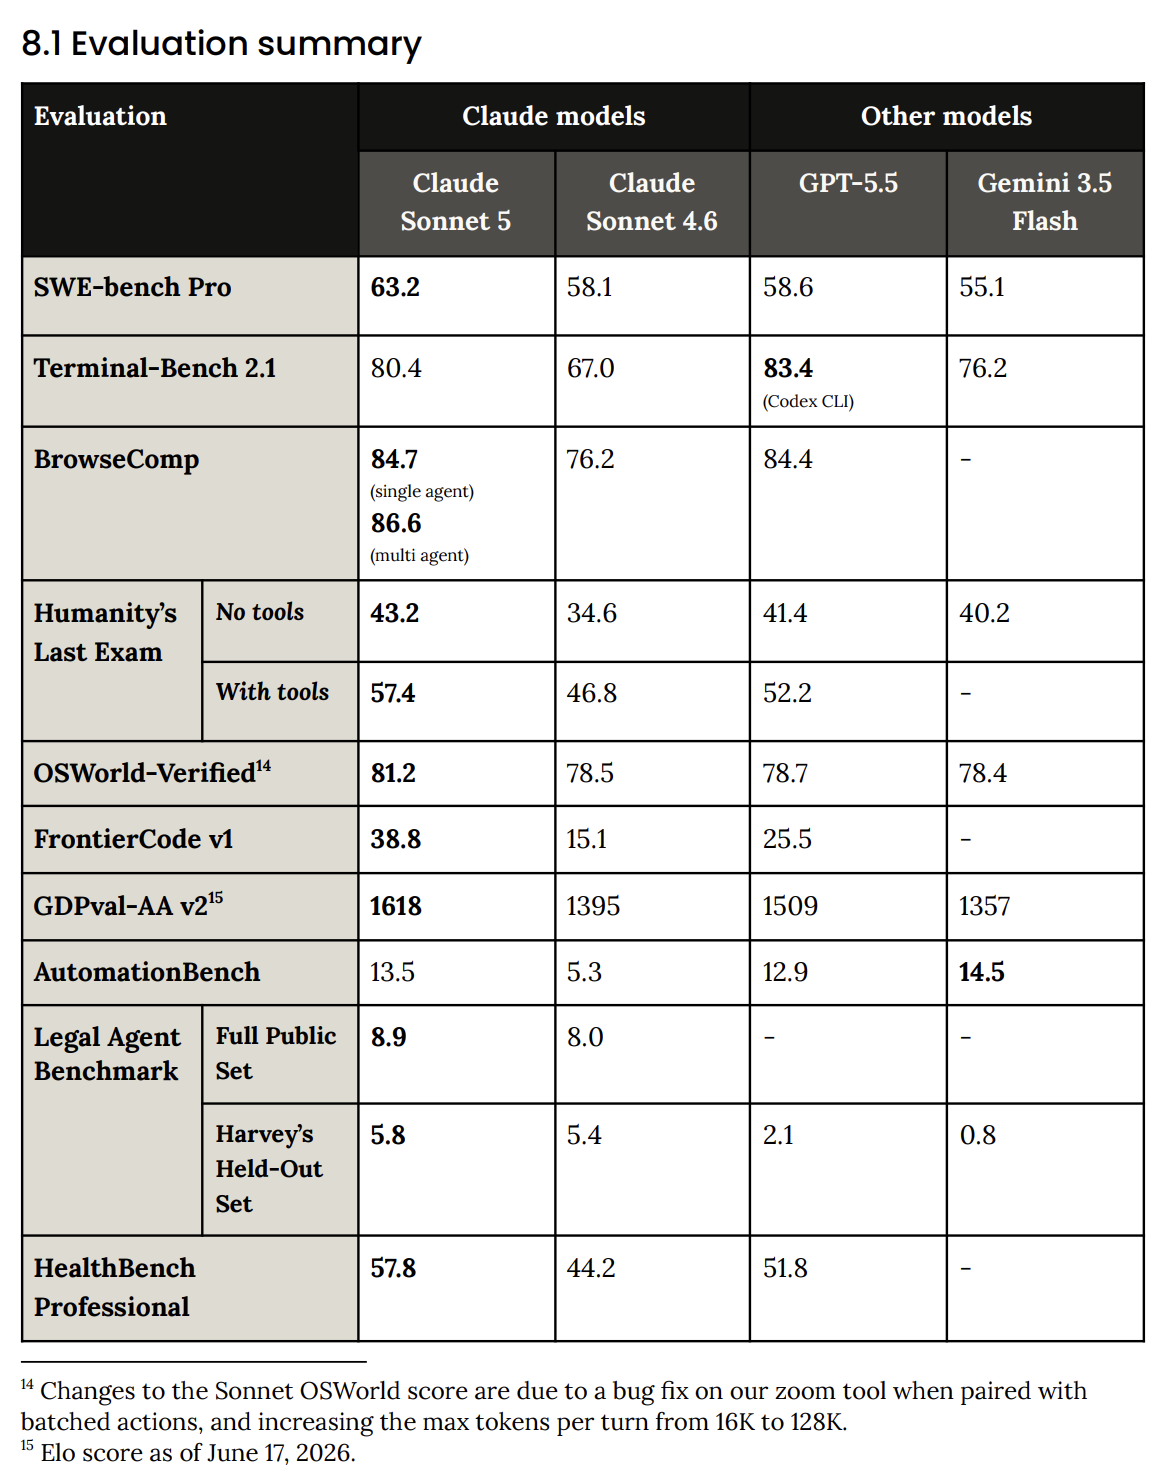 8.1 Evaluation summary
Evaluation
Claude models
Other models
Claude
Sonnet 5
Claude
Sonnet 4.6
GPT-5.5
Gemini 3.5
Flash
SWE-bench Pro
63.2
58.1
58.6
55.1
Terminal-Bench 2.1
80.4
67.0
83.4
(Codex CLI)
76.2
BrowseComp
84.7
(single agent)
86.6
(multi agent)
76.2
84.4
-
Humanity's
Last Exam
No tools
43.2
34.6
41.4
40.2
With tools
57.4
46.8
52.2
-
OSWorld-Verified14
81.2
78.5
78.7
78.4
FrontierCode v1
38.8
15.1
25.5
-
GDPval-AA v215
1618
1395
1509
1357
AutomationBench
13.5
5.3
12.9
14.5
Legal Agent
Benchmark
Full Public
Set
8.9
8.0
-
-
Harvey's
Held-Out
Set
5.8
5.4
2.1
0.8
HealthBench
Professional
57.8
44.2
51.8
-
14 Changes to the Sonnet OSWorld score are due to a bug fix on our zoom tool when paired with
batched actions, and increasing the max tokens per turn from 16K to 128K.
15 Elo score as of June 17, 2026.